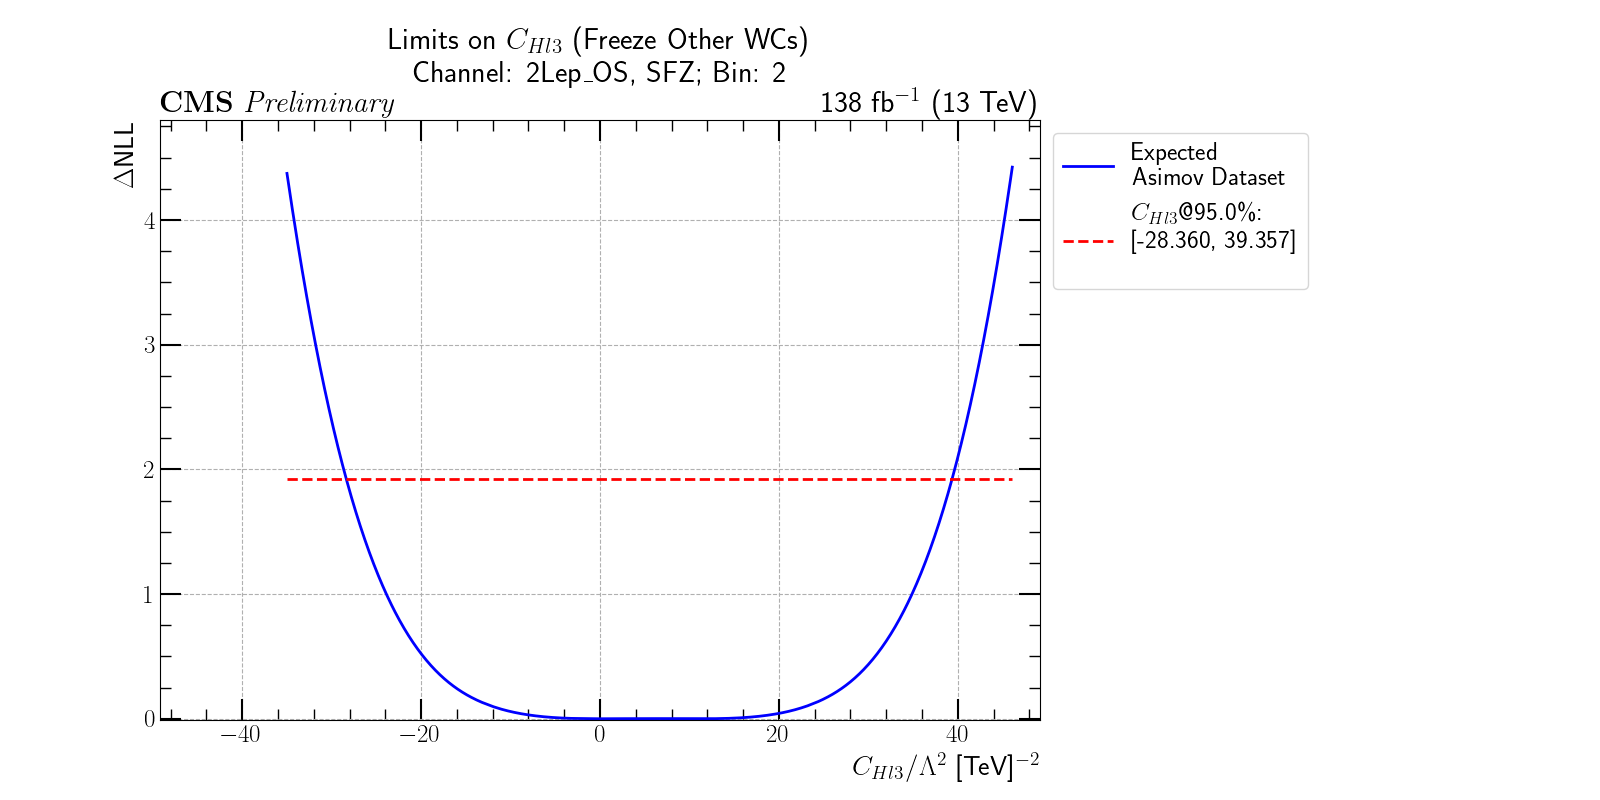 Limits on C_{Hl3} (Freeze Other WCs)
Channel: 2Lep_OS, SFZ; Bin: 2
CMS Preliminary
138 fb^{-1} (13 TeV)
ΔNLL
4
3
2
1
0
−40
−20
0
20
40
C_{Hl3}/Λ^2 [TeV]^{−2}
Expected
Asimov Dataset
C_{Hl3}@95.0%:
[-28.360, 39.357]